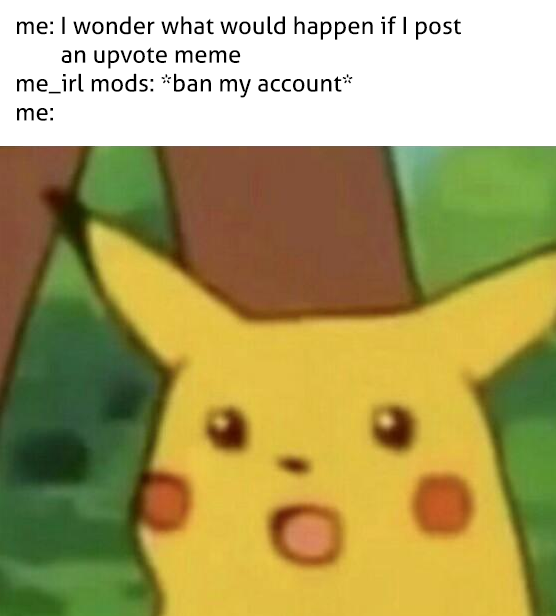 me: I wonder what would happen if I post
an upvote meme
me_irl mods: *ban my account*
me: